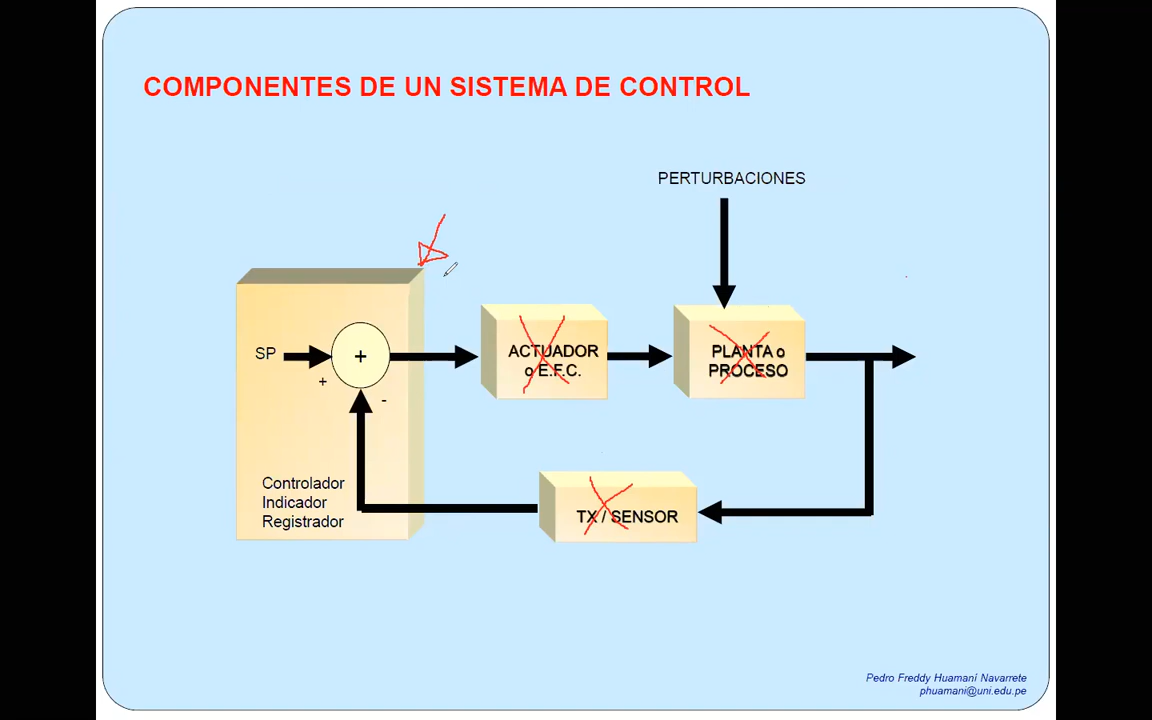 COMPONENTES DE UN SISTEMA DE CONTROL
PERTURBACIONES
SP
+
+
-
ACTUADOR
o E.F.C.
PLANTA o
PROCESO
Controlador
Indicador
Registrador
TX / SENSOR
Pedro Freddy Huamaní Navarrete
phuamani@uni.edu.pe